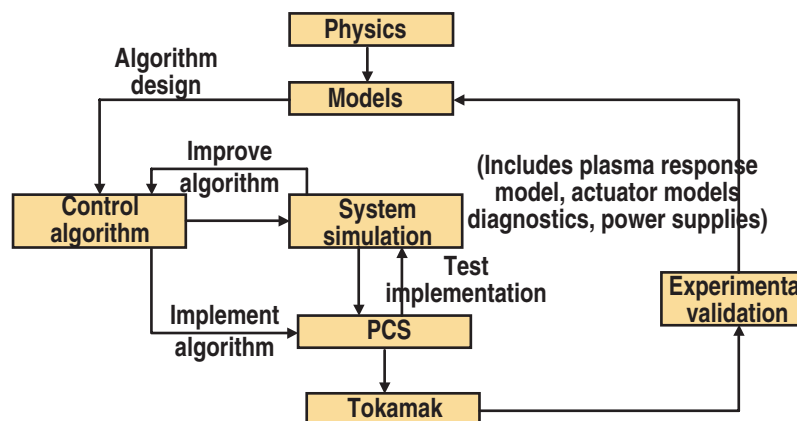 Physics
Algorithm
design
Models
Improve
algorithm
(Includes plasma response
model, actuator models
diagnostics, power supplies)
Control
algorithm
System
simulation
Test
implementation
Experimenta
validation
Implement
algorithm
PCS
Tokamak